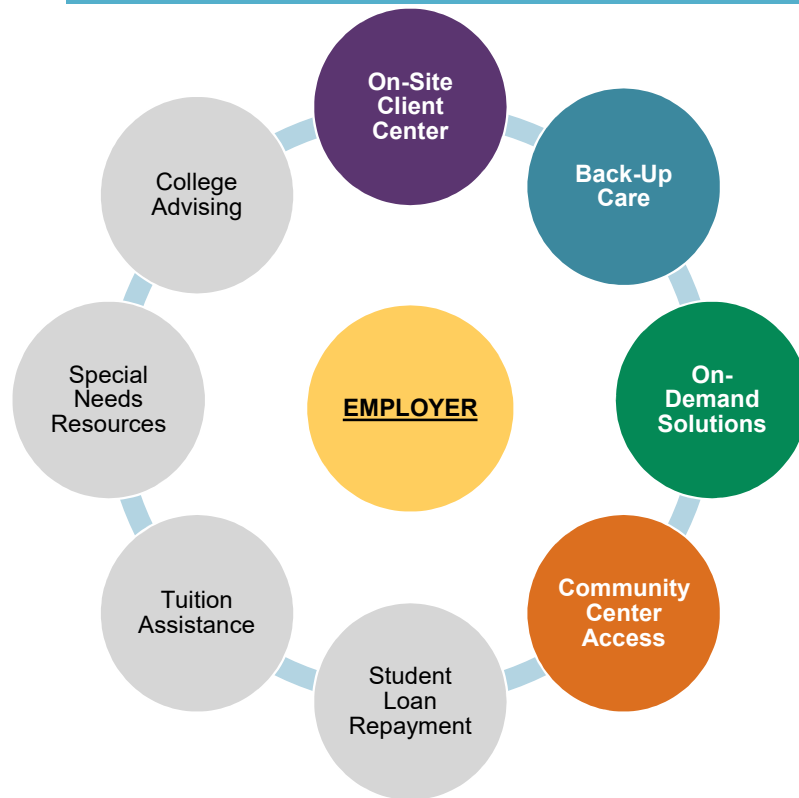 On-Site
Client
Center
Back-Up
Care
On-
Demand
Solutions
Community
Center
Access
Student
Loan
Repayment
Tuition
Assistance
Special
Needs
Resources
College
Advising
EMPLOYER